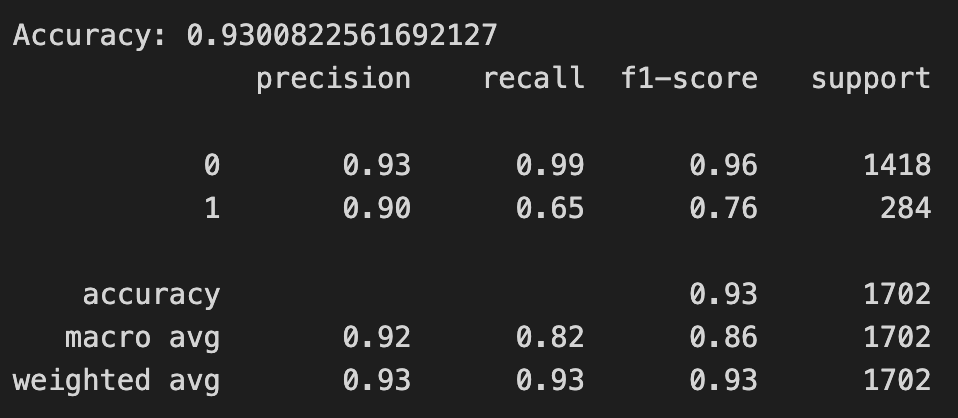 Accuracy: 0.9300822561692127
precision recall f1-score support
0 0.93 0.99 0.96 1418
1 0.90 0.65 0.76 284
accuracy 0.93 1702
macro avg 0.92 0.82 0.86 1702
weighted avg 0.93 0.93 0.93 1702